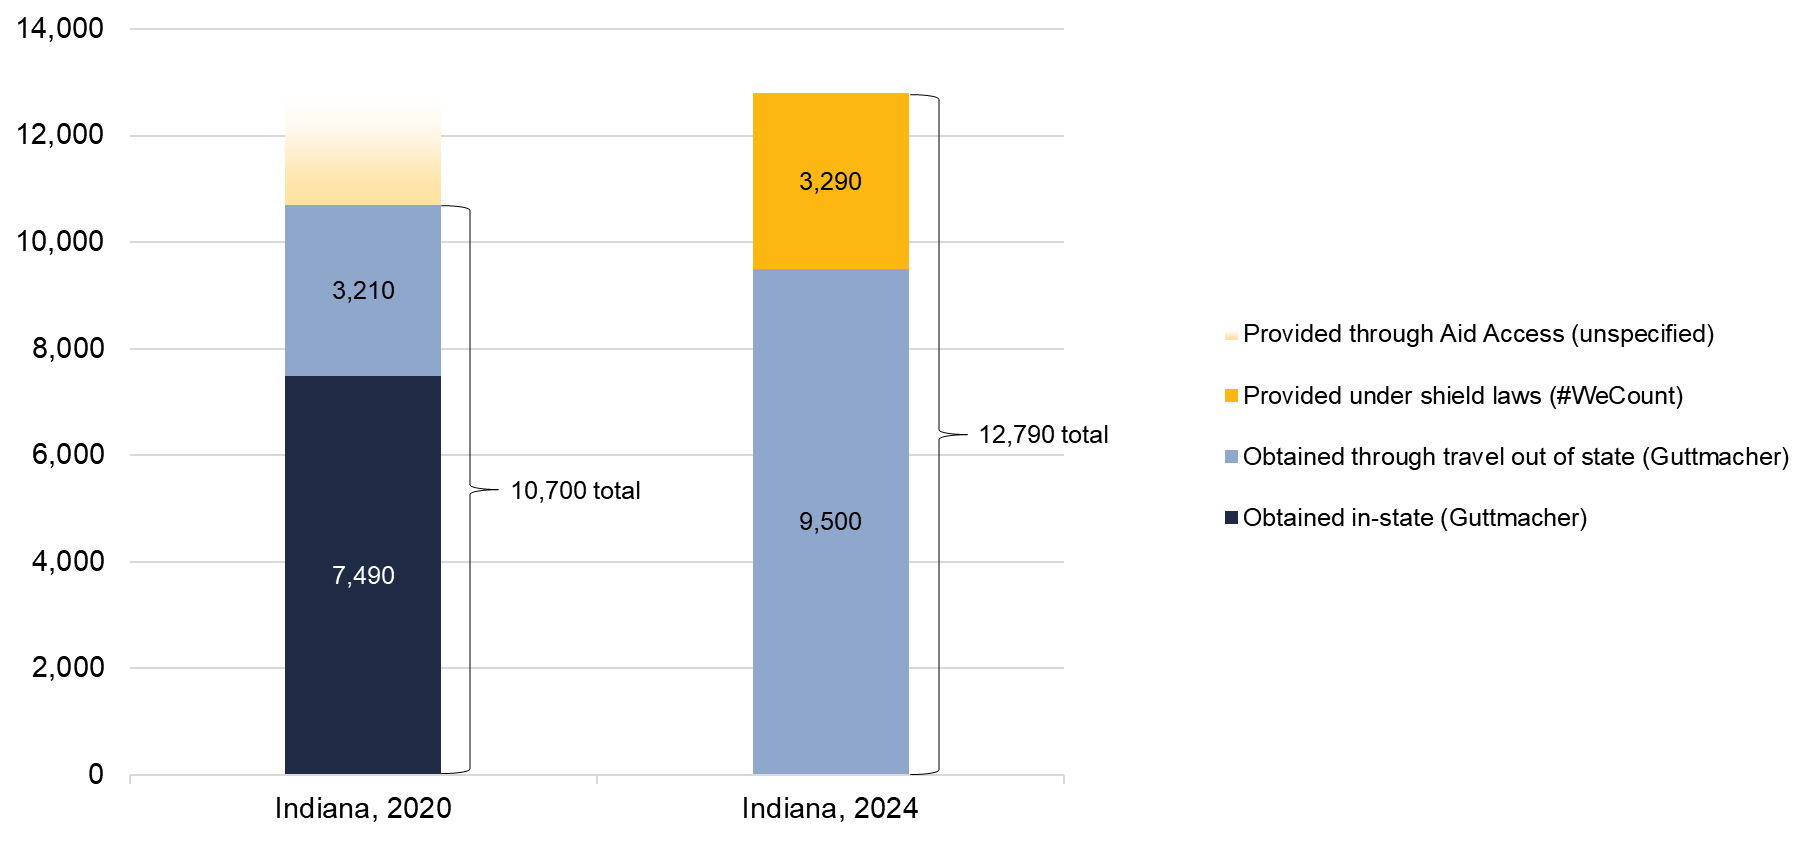 14,000
12,000
10,000
8,000
6,000
4,000
2,000
0
3,210
7,490
10,700 total
3,290
9,500
12,790 total
Indiana, 2020
Indiana, 2024
Provided through Aid Access (unspecified)
Provided under shield laws (#WeCount)
Obtained through travel out of state (Guttmacher)
Obtained in-state (Guttmacher)